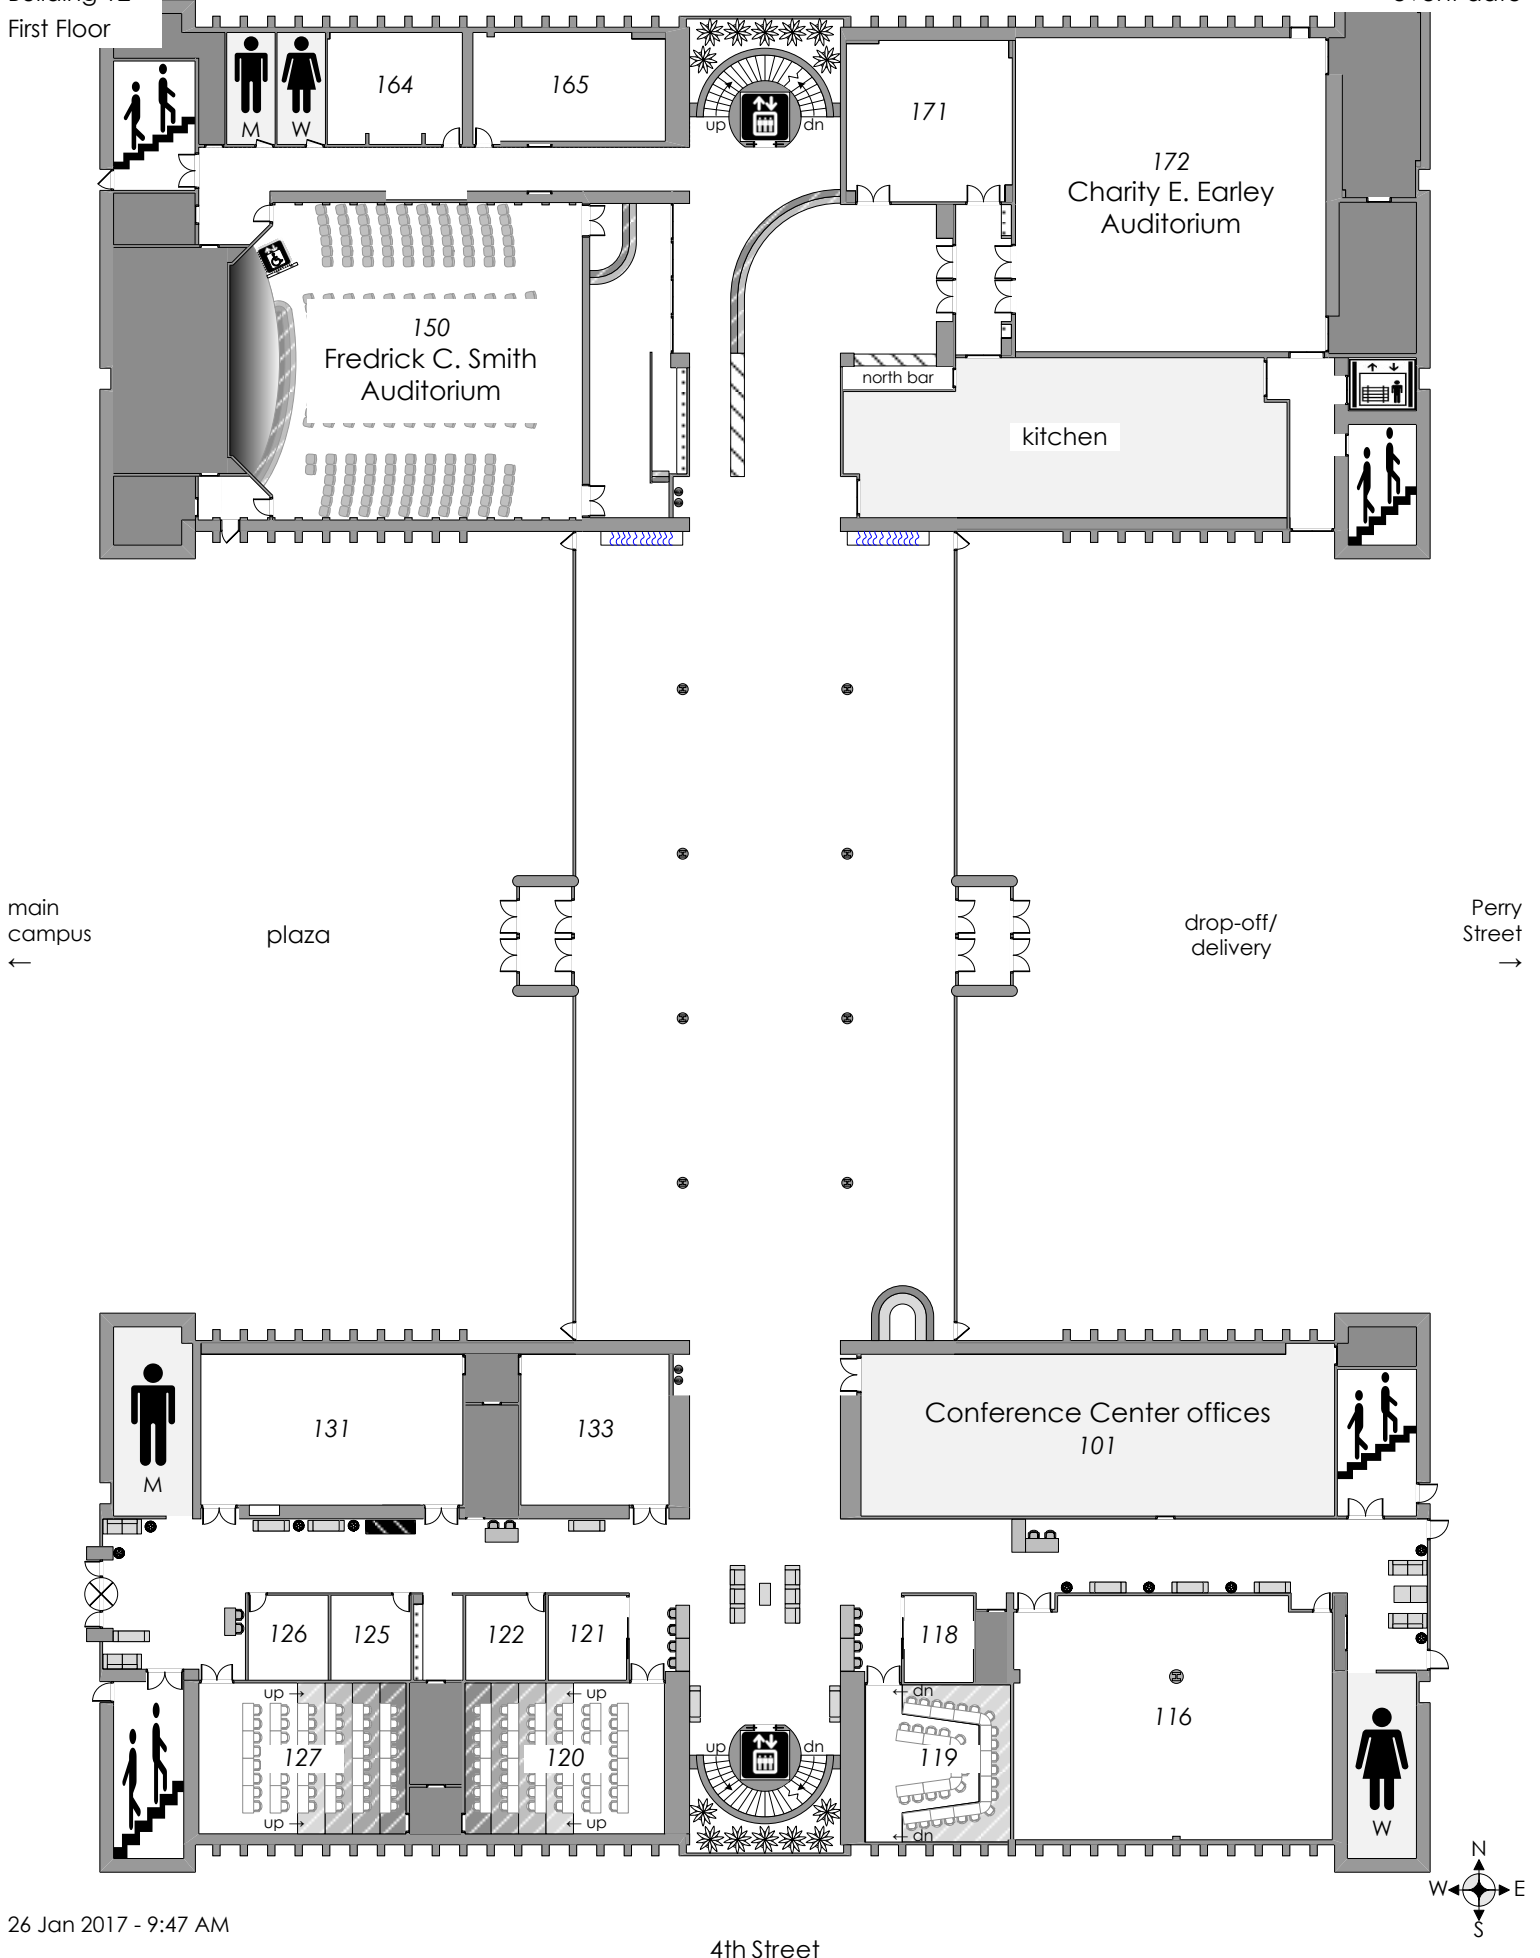 First Floor
164
165
171
M
W
up
dn
172
Charity E. Earley
Auditorium
150
Fredrick C. Smith
Auditorium
north bar
kitchen
main
campus
←
plaza
drop-off/
delivery
Perry
Street
→
131
133
Conference Center offices
101
M
126
125
122
121
118
up →
← up
← dn
127
120
up
dn
119
116
up →
← up
← dn
W
N
W
E
S
26 Jan 2017 - 9:47 AM
4th Street